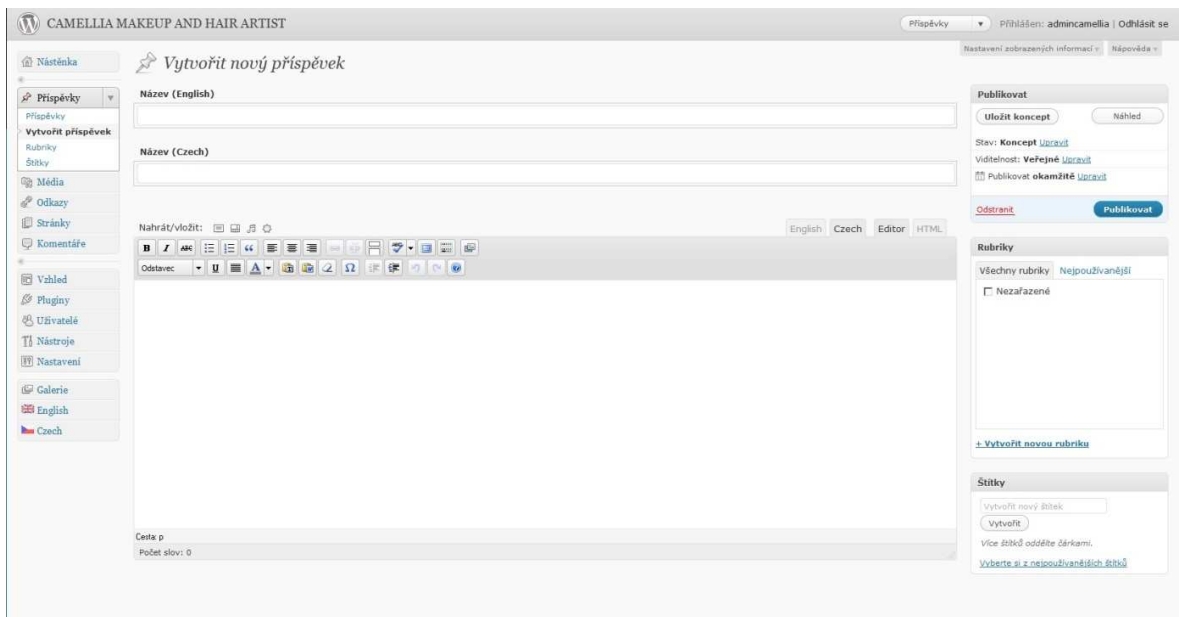 CAMELLIA MAKEUP AND HAIR ARTIST
Příspěvky
Přihlášen: admincamellia | Odhlásit se
Nastavení zobrazených informací
Nápověda
Nástěnka
Příspěvky
Příspěvky
Vytvořit příspěvek
Rubriky
Štítky
Média
Odkazy
Stránky
Komentáře
Vzhled
Pluginy
Uživatelé
Nástroje
Nastavení
Galerie
English
Czech
Vytvořit nový příspěvek
Název (English)
Název (Czech)
Nahrát/vložit:
English Czech Editor HTML
B I ABC
Odstavec U A Ω
Cesta: p
Počet slov: 0
Publikovat
Uložit koncept
Náhled
Stav: Koncept Upravit
Viditelnost: Veřejné Upravit
Publikovat okamžitě Upravit
Odstranit
Publikovat
Rubriky
Všechny rubriky Nejpoužívanější
Nezařazené
+ Vytvořit novou rubriku
Štítky
Vytvořit nový štítek
Vytvořit
Více štítků oddělte čárkami.
Vyberte si z nejpoužívanějších štítků